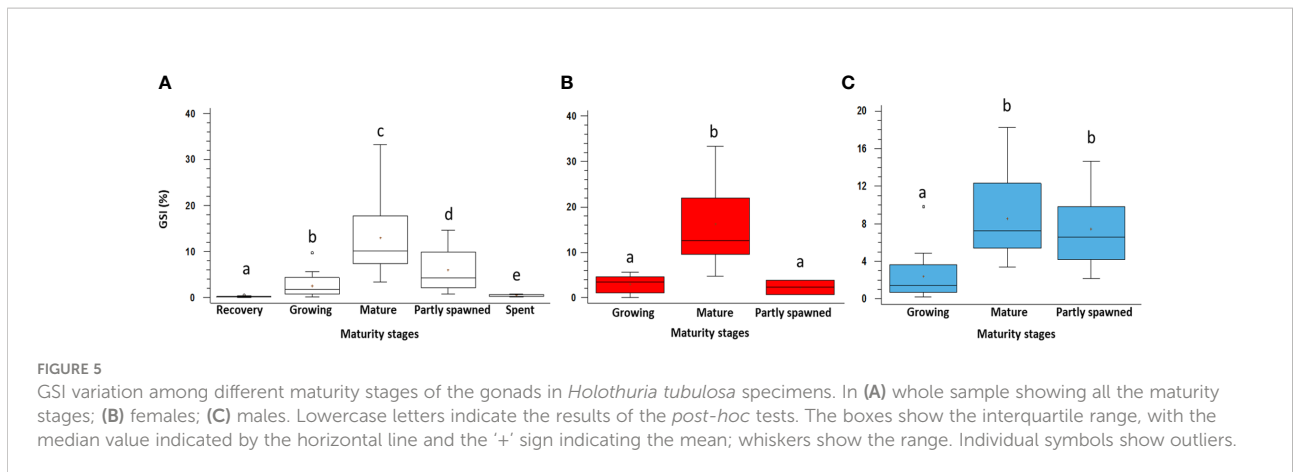 A
B
C
GSI (%)
40
30
20
10
0
a
b
c
d
e
Recovery Growing Mature Partly spawned Spent
Maturity stages
40
30
20
10
0
a
b
a
Growing Mature Partly spawned
Maturity stages
20
16
12
8
4
0
a
b
b
Growing Mature Partly spawned
Maturity stages
FIGURE 5
GSI variation among different maturity stages of the gonads in Holothuria tubulosa specimens. In (A) whole sample showing all the maturity
stages; (B) females; (C) males. Lowercase letters indicate the results of the post-hoc tests. The boxes show the interquartile range, with the
median value indicated by the horizontal line and the ‘+’ sign indicating the mean; whiskers show the range. Individual symbols show outliers.